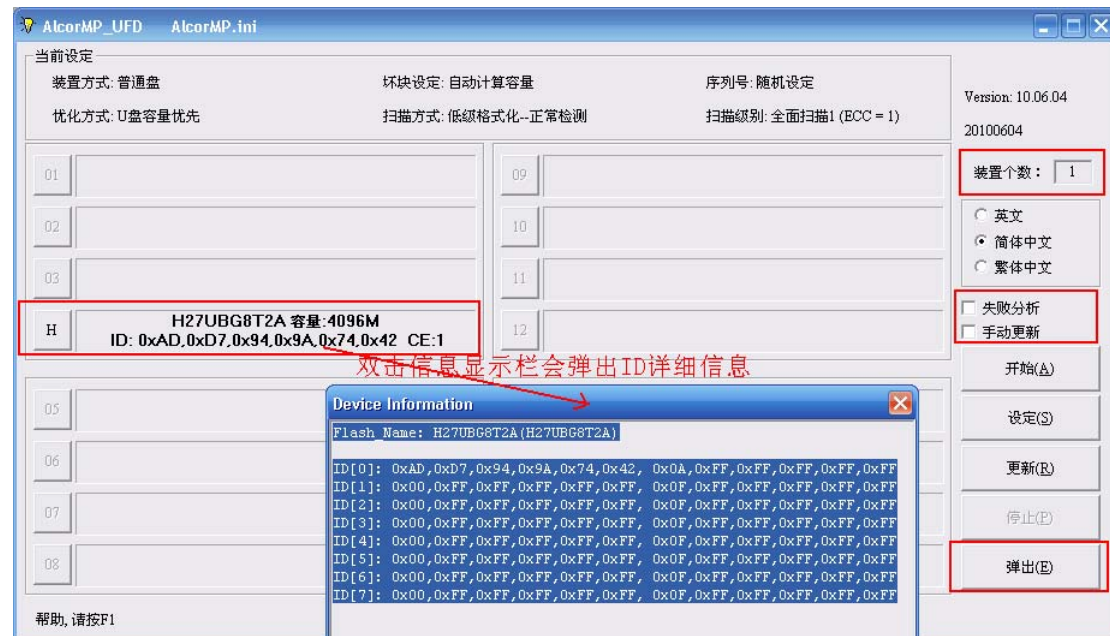 AlcorMP_UFD AlcorMP.ini
当前设定
装置方式: 普通盘 坏块设定: 自动计算容量 序列号: 随机设定
优化方式: U盘容量优先 扫描方式: 低级格式化--正常检测 扫描级别: 全面扫描1 (ECC = 1)
Version: 10.06.04
20100604
装置个数： 1
英文
简体中文
繁体中文
失败分析
手动更新
开始(A)
设定(S)
更新(R)
停止(P)
弹出(E)
01
02
03
H
H27UBG8T2A 容量:4096M
ID: 0xAD,0xD7,0x94,0x9A,0x74,0x42 CE:1
09
10
11
12
双击信息显示栏会弹出ID详细信息
05
06
07
08
Device Information
Flash_Name: H27UBG8T2A(H27UBG8T2A)
ID[0]: 0xAD,0xD7,0x94,0x9A,0x74,0x42, 0x0A,0xFF,0xFF,0xFF,0xFF,0xFF
ID[1]: 0x00,0xFF,0xFF,0xFF,0xFF,0xFF, 0x0F,0xFF,0xFF,0xFF,0xFF,0xFF
ID[2]: 0x00,0xFF,0xFF,0xFF,0xFF,0xFF, 0x0F,0xFF,0xFF,0xFF,0xFF,0xFF
ID[3]: 0x00,0xFF,0xFF,0xFF,0xFF,0xFF, 0x0F,0xFF,0xFF,0xFF,0xFF,0xFF
ID[4]: 0x00,0xFF,0xFF,0xFF,0xFF,0xFF, 0x0F,0xFF,0xFF,0xFF,0xFF,0xFF
ID[5]: 0x00,0xFF,0xFF,0xFF,0xFF,0xFF, 0x0F,0xFF,0xFF,0xFF,0xFF,0xFF
ID[6]: 0x00,0xFF,0xFF,0xFF,0xFF,0xFF, 0x0F,0xFF,0xFF,0xFF,0xFF,0xFF
ID[7]: 0x00,0xFF,0xFF,0xFF,0xFF,0xFF, 0x0F,0xFF,0xFF,0xFF,0xFF,0xFF
帮助, 请按F1